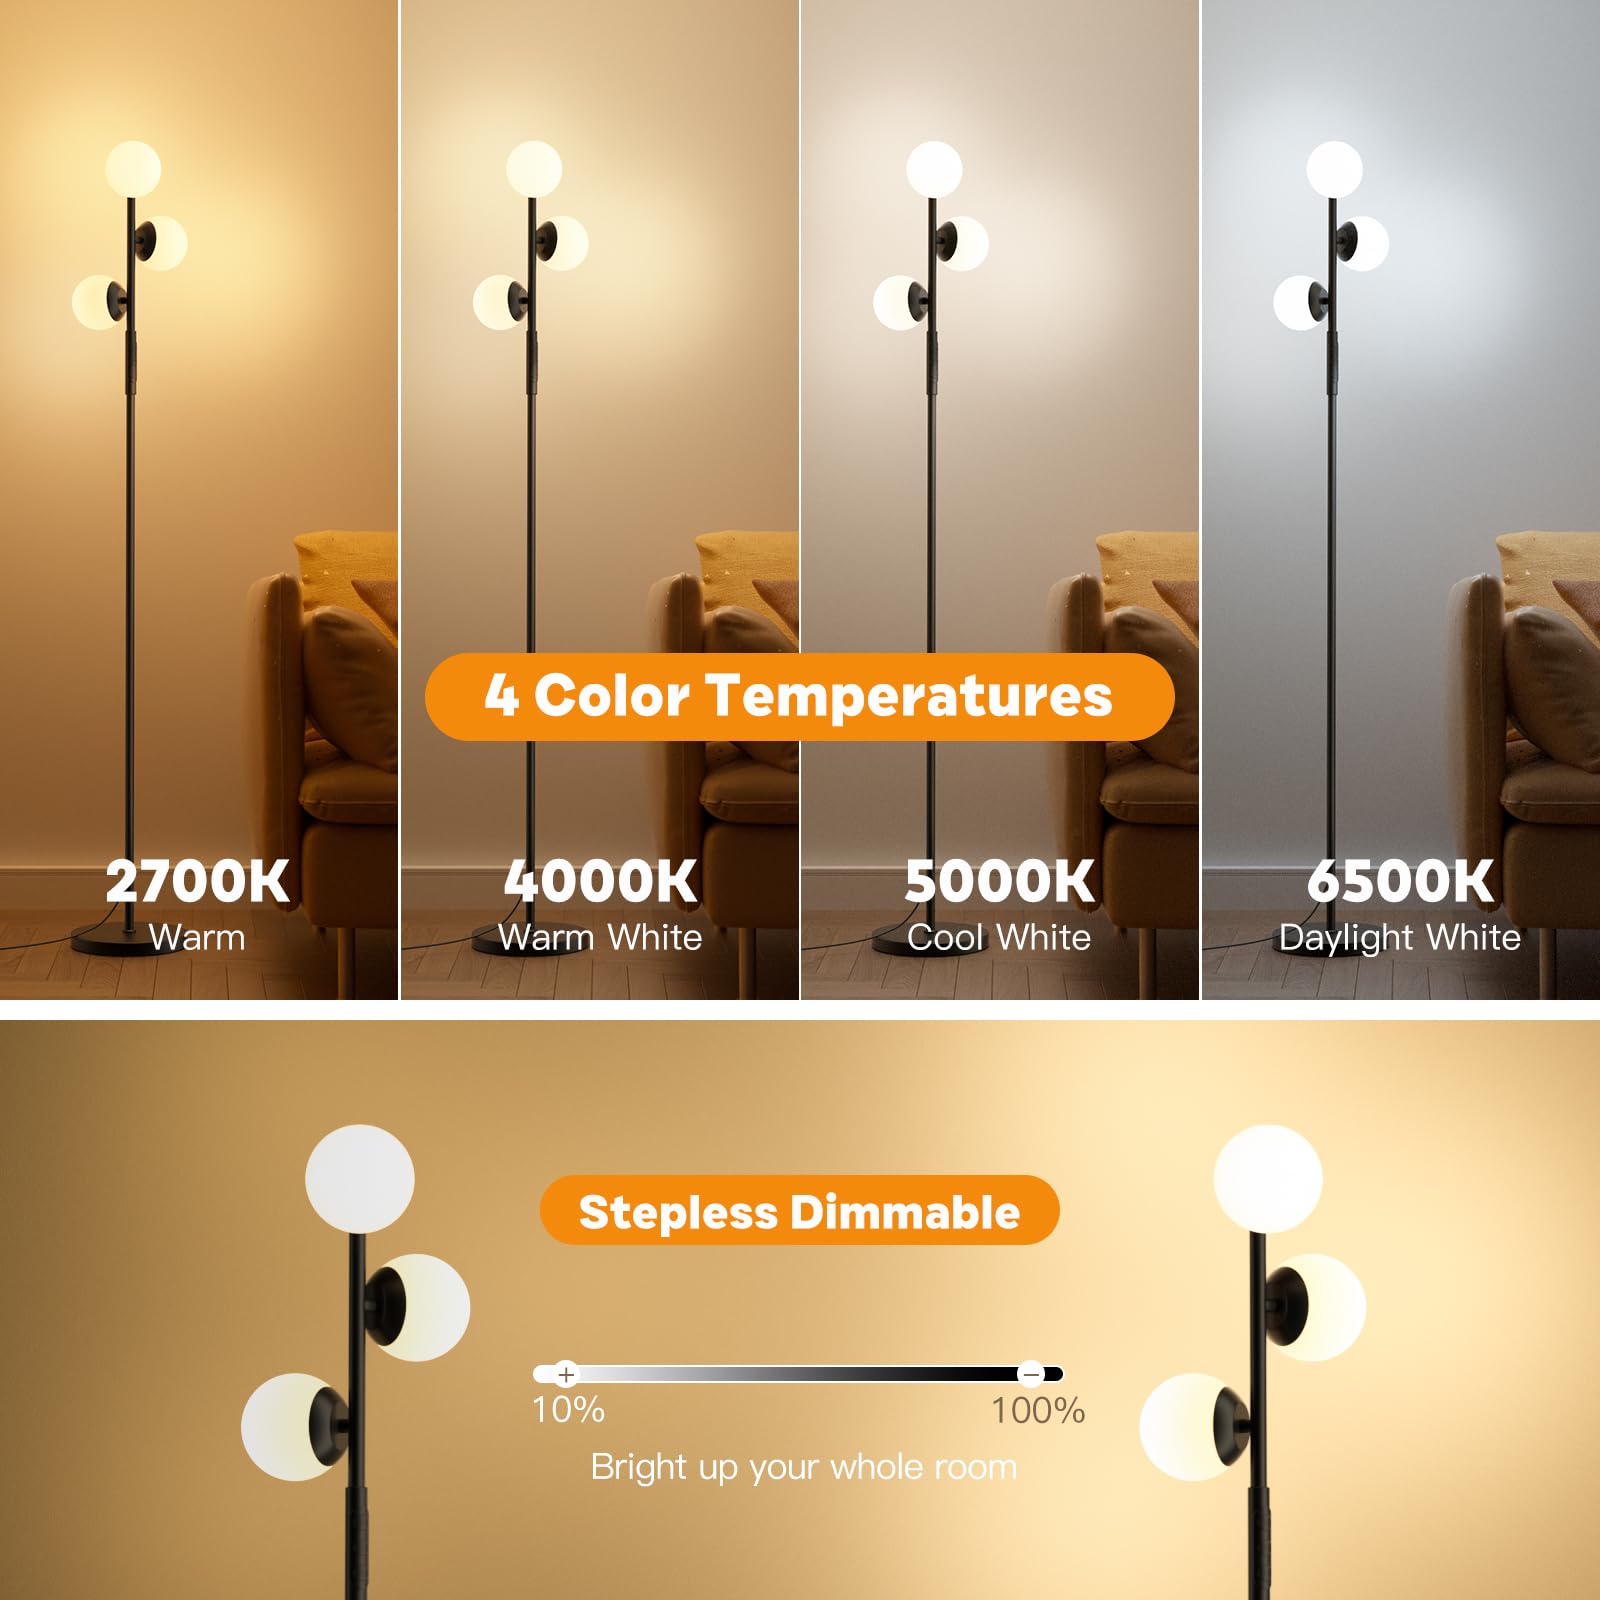 4 Color Temperatures
2700K
Warm
4000K
Warm White
5000K
Cool White
6500K
Daylight White
Stepless Dimmable
+
−
10%
100%
Bright up your whole room